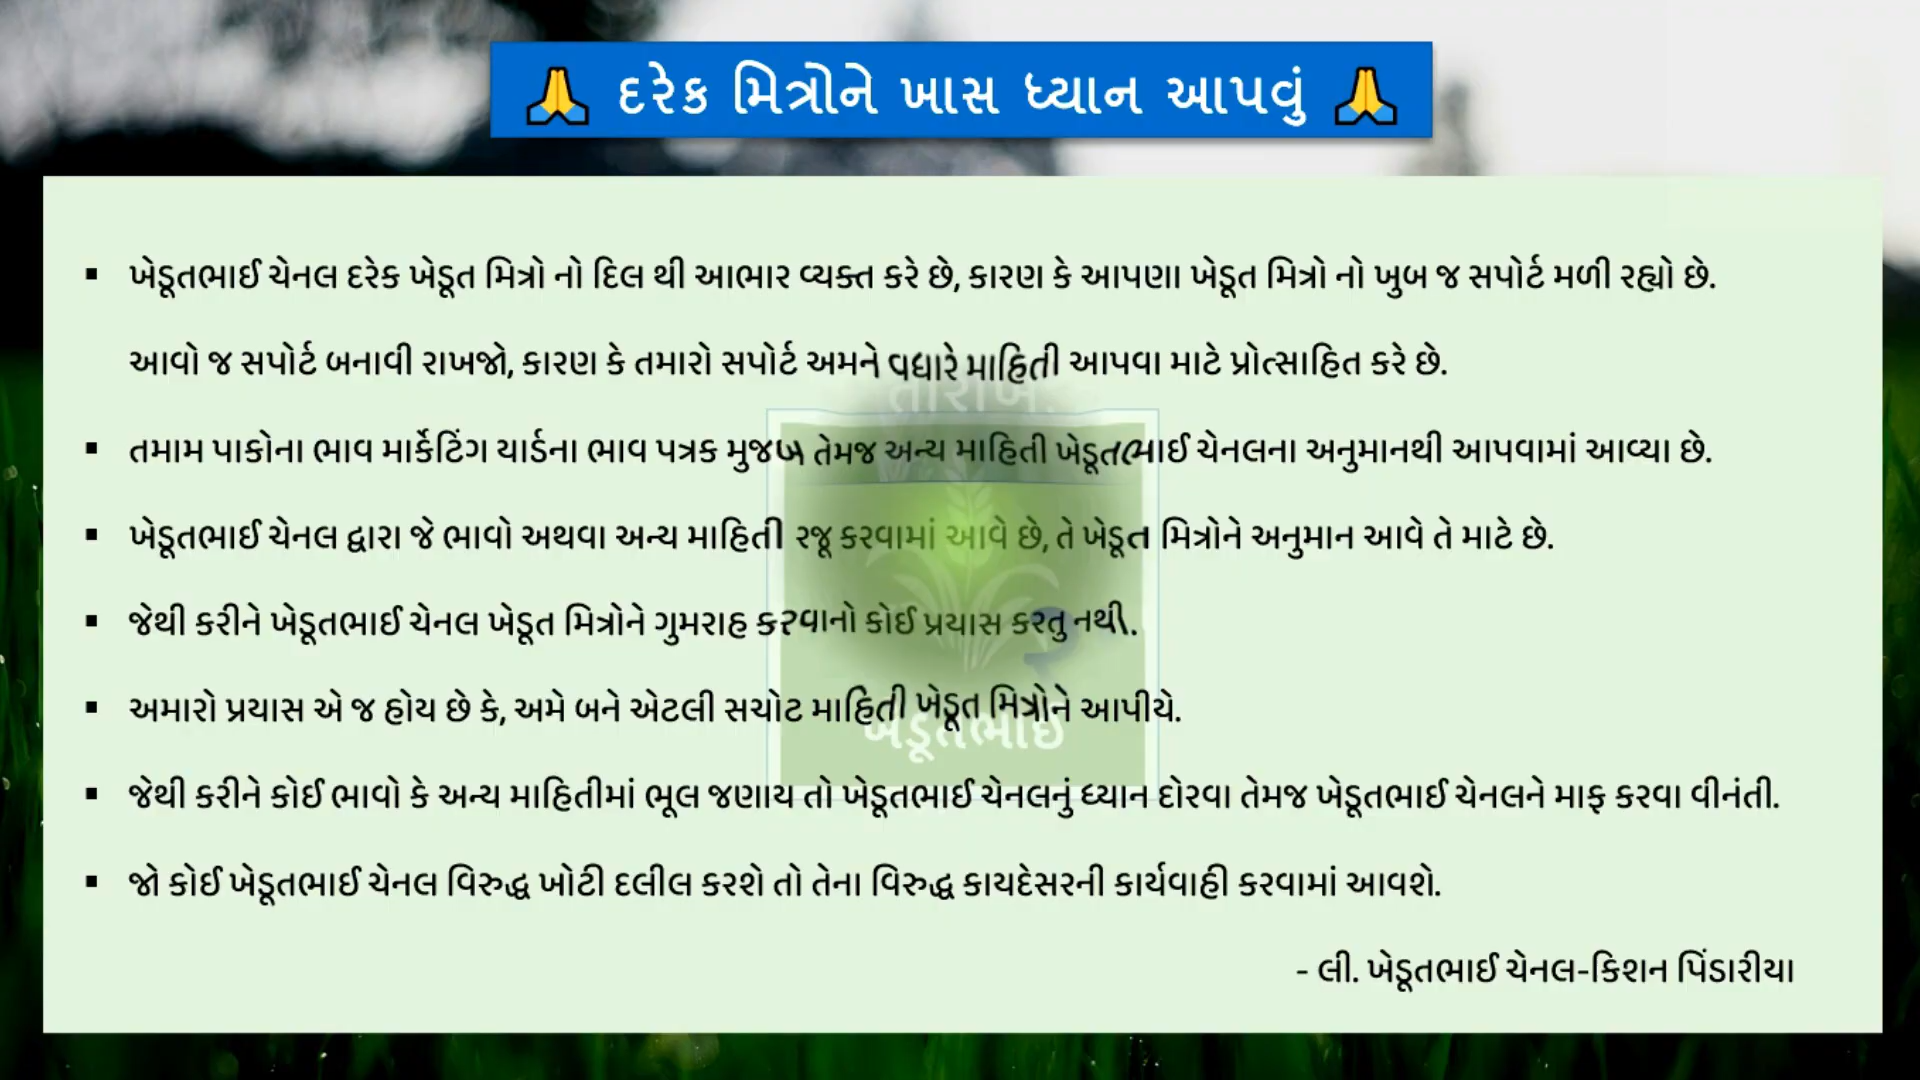 🙏 દરેક મિત્રોને ખાસ ધ્યાન આપવું 🙏
▪ ખેડૂતભાઈ ચેનલ દરેક ખેડૂત મિત્રો નો દિલ થી આભાર વ્યક્ત કરે છે, કારણ કે આપણા ખેડૂત મિત્રો નો ખુબ જ સપોર્ટ મળી રહ્યો છે.
આવો જ સપોર્ટ બનાવી રાખજો, કારણ કે તમારો સપોર્ટ અમને વધારે માહિતી આપવા માટે પ્રોત્સાહિત કરે છે.
તારીખ:
▪ તમામ પાકોના ભાવ માર્કેટિંગ યાર્ડના ભાવ પત્રક મુજબ તેમજ અન્ય માહિતી ખેડૂતભાઈ ચેનલના અનુમાનથી આપવામાં આવ્યા છે.
▪ ખેડૂતભાઈ ચેનલ દ્વારા જે ભાવો અથવા અન્ય માહિતી રજૂ કરવામાં આવે છે, તે ખેડૂત મિત્રોને અનુમાન આવે તે માટે છે.
▪ જેથી કરીને ખેડૂતભાઈ ચેનલ ખેડૂત મિત્રોને ગુમરાહ કરવાનો કોઈ પ્રયાસ કરતુ નથી.
▪ અમારો પ્રયાસ એ જ હોય છે કે, અમે બને એટલી સચોટ માહિતી ખેડૂત મિત્રોને આપીયે.
ખેડૂતભાઈ
▪ જેથી કરીને કોઈ ભાવો કે અન્ય માહિતીમાં ભૂલ જણાય તો ખેડૂતભાઈ ચેનલનું ધ્યાન દોરવા તેમજ ખેડૂતભાઈ ચેનલને માફ કરવા વીનંતી.
▪ જો કોઈ ખેડૂતભાઈ ચેનલ વિરુદ્ધ ખોટી દલીલ કરશે તો તેના વિરુદ્ધ કાયદેસરની કાર્યવાહી કરવામાં આવશે.
- લી. ખેડૂતભાઈ ચેનલ-કિશન પિંડારીયા